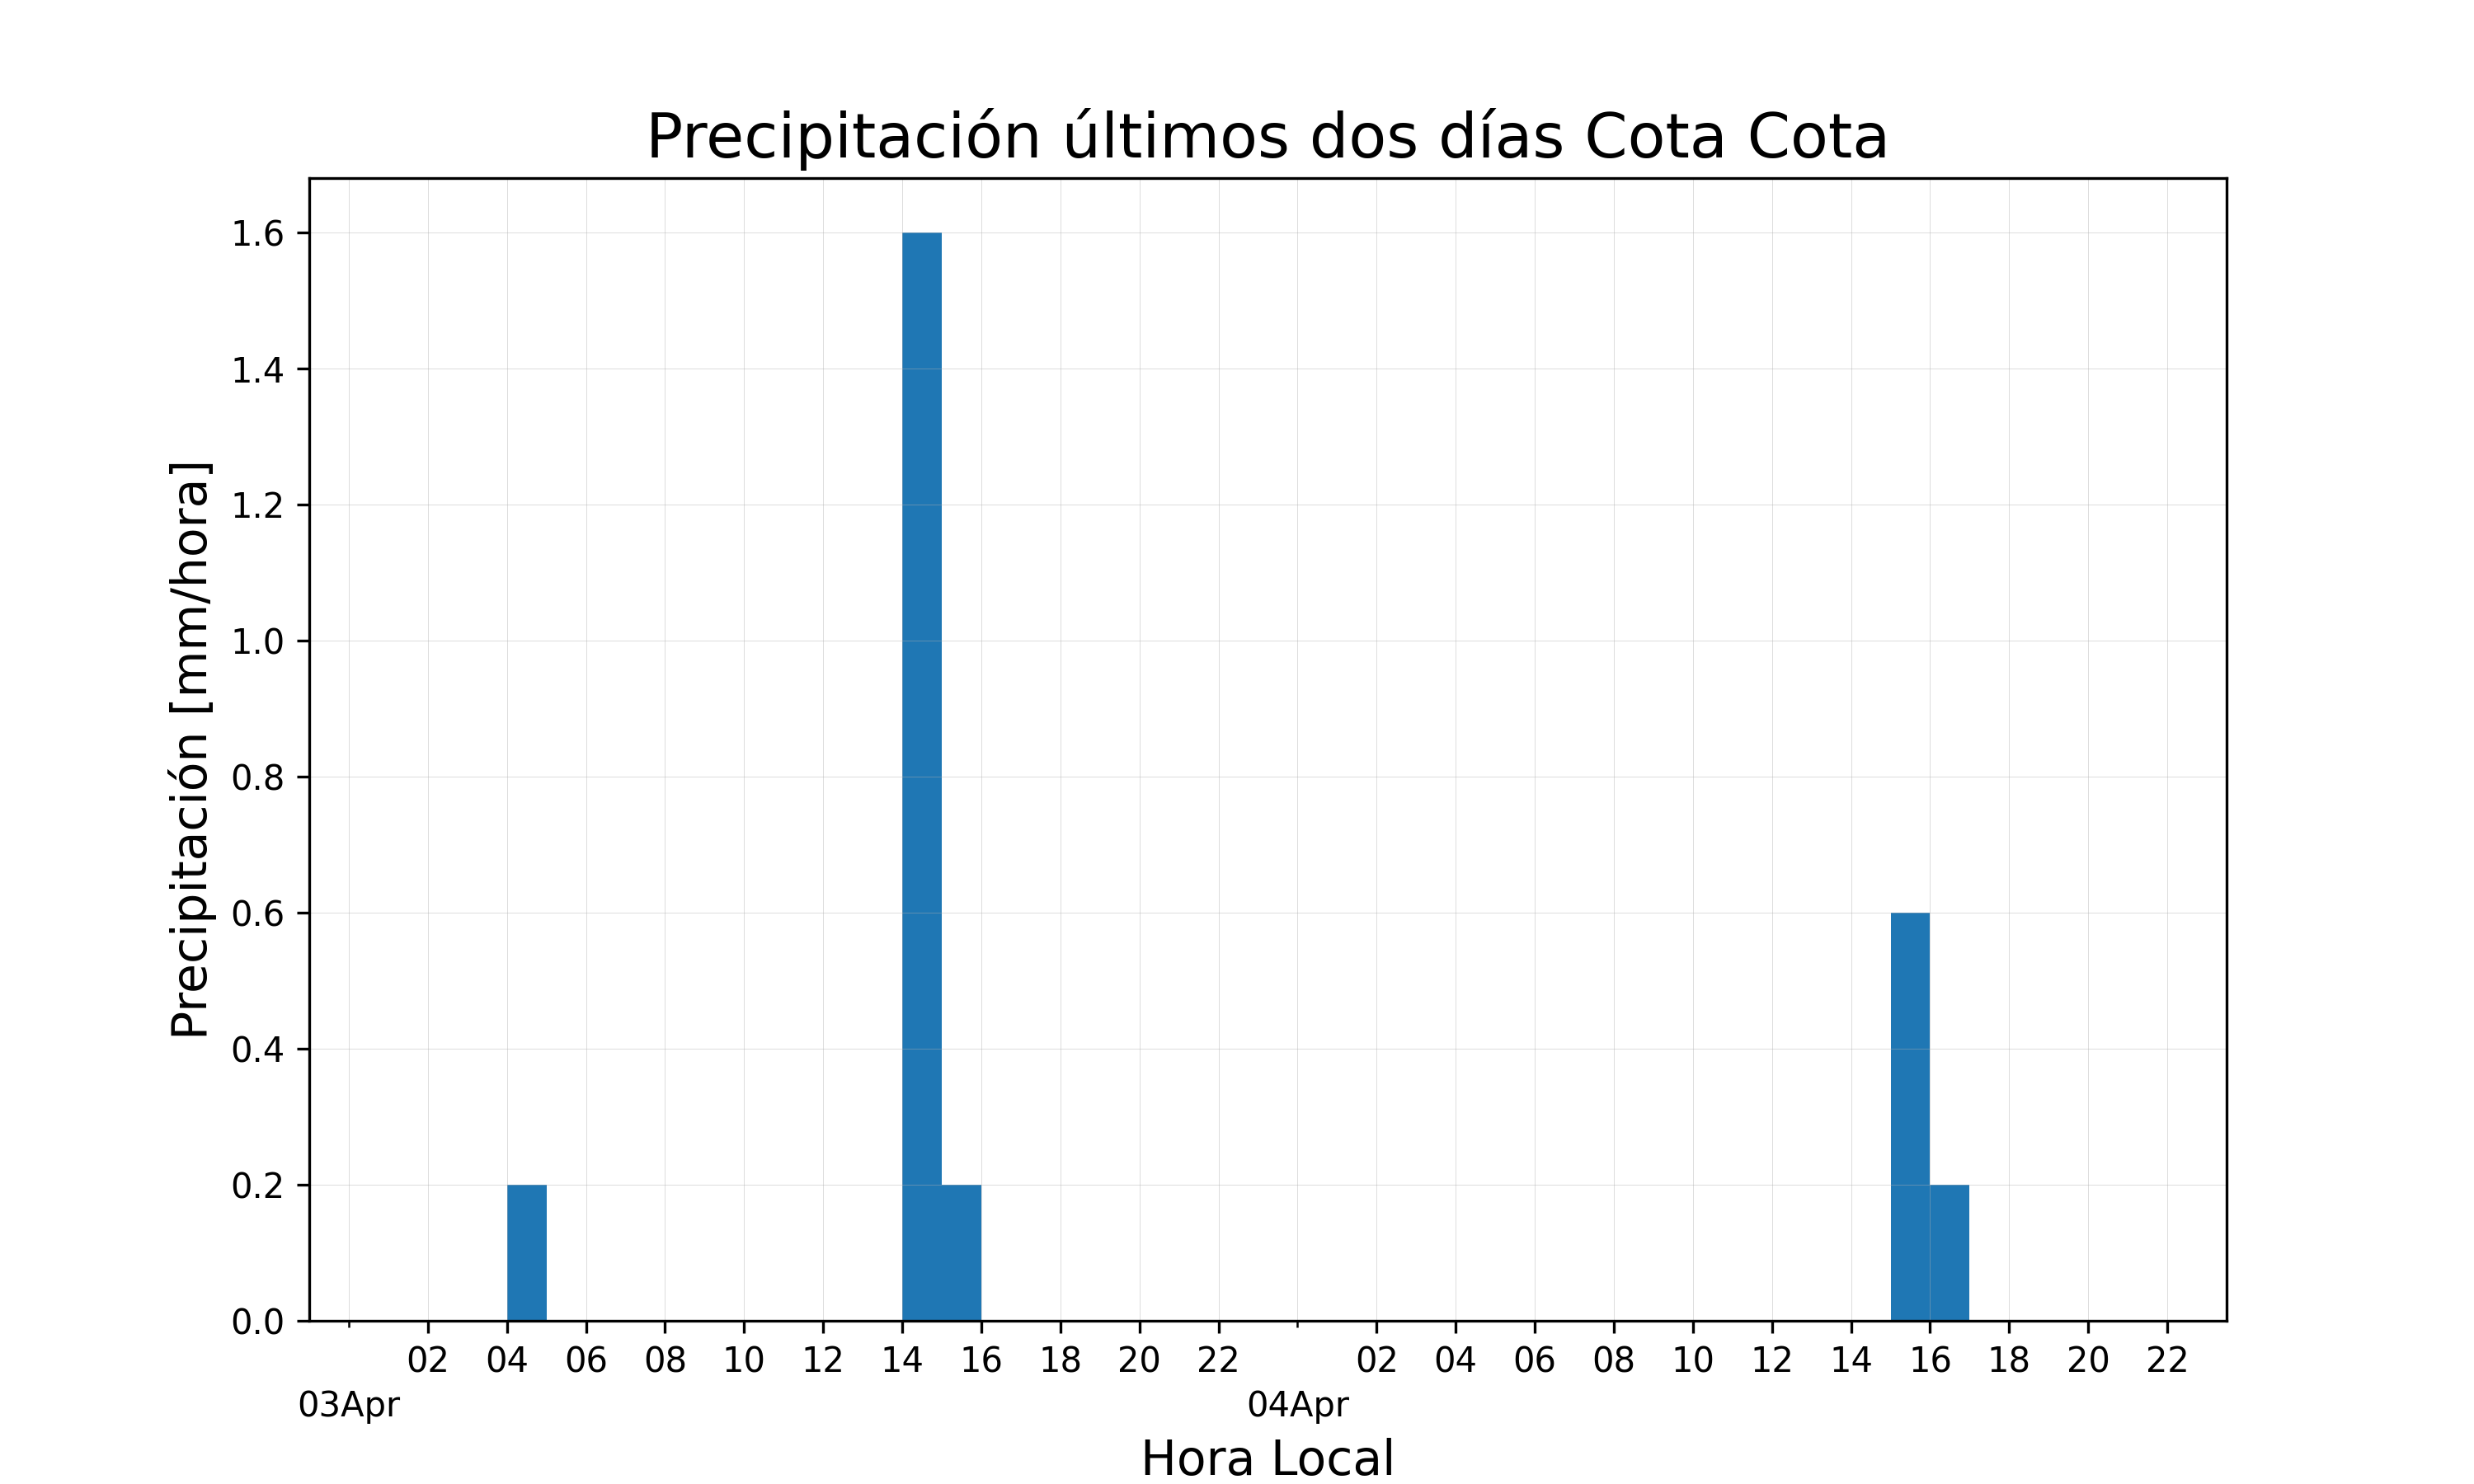 Precipitación últimos dos días Cota Cota
Precipitación [mm/hora]
1.6
1.4
1.2
1.0
0.8
0.6
0.4
0.2
0.0
02 04 06 08 10 12 14 16 18 20 22 02 04 06 08 10 12 14 16 18 20 22
03Apr 04Apr
Hora Local